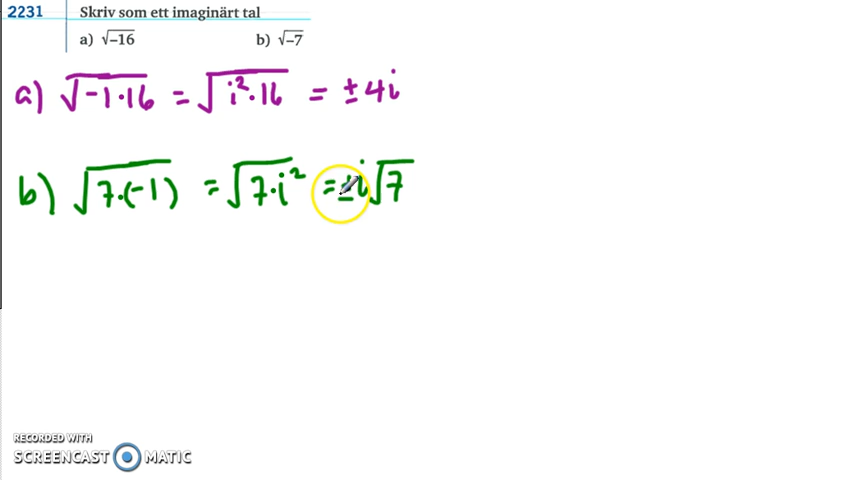 2231 Skriv som ett imaginärt tal
a) √−16 b) √−7
a) √−1·16 = √i²·16 = ±4i
b) √7·(−1) = √7·i² = ±i√7
RECORDED WITH
SCREENCAST MATIC